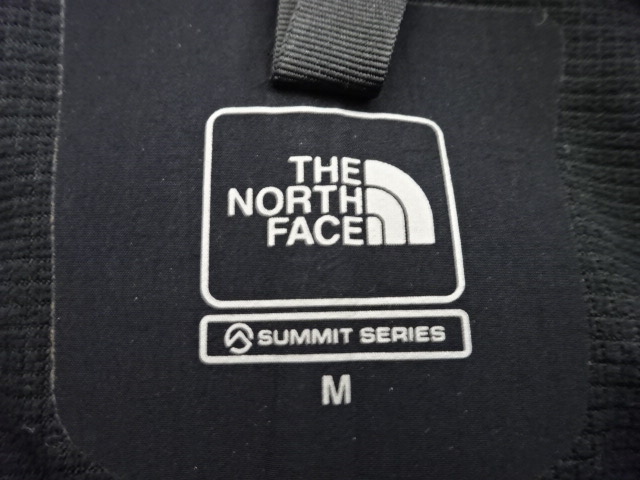 THE
NORTH
FACE
SUMMIT SERIES
M